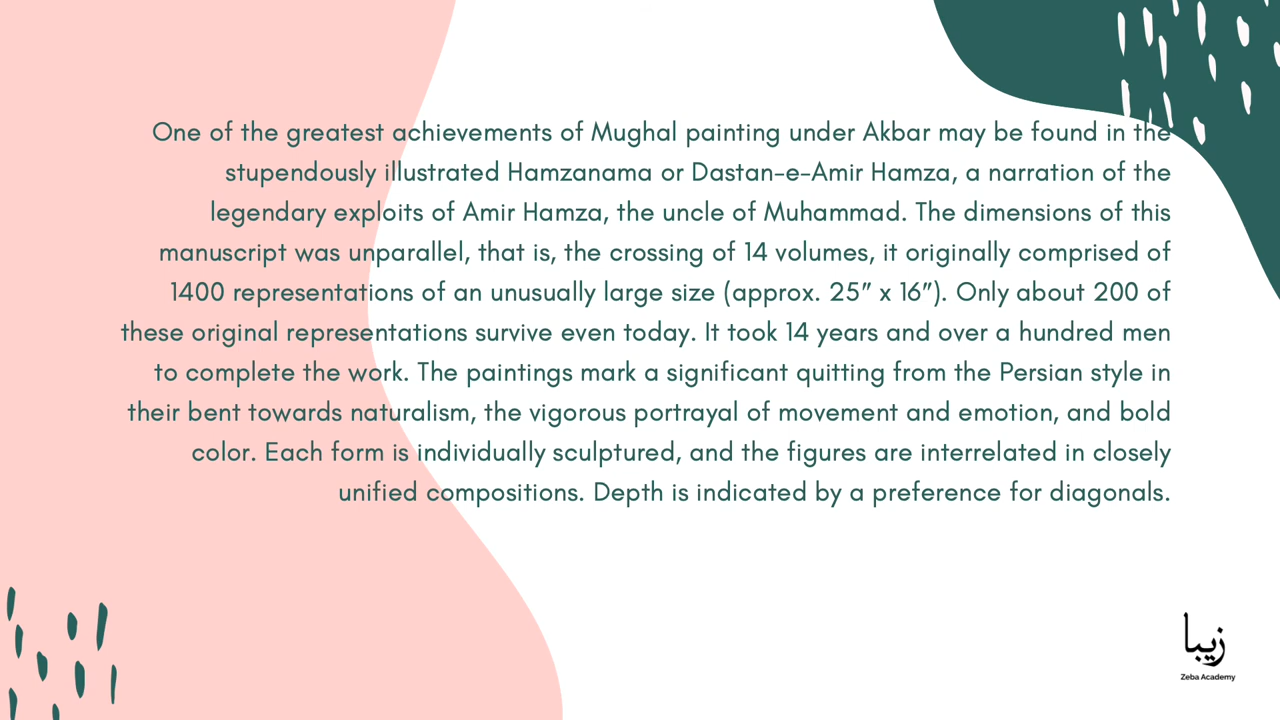 One of the greatest achievements of Mughal painting under Akbar may be found in the
stupendously illustrated Hamzanama or Dastan-e-Amir Hamza, a narration of the
legendary exploits of Amir Hamza, the uncle of Muhammad. The dimensions of this
manuscript was unparallel, that is, the crossing of 14 volumes, it originally comprised of
1400 representations of an unusually large size (approx. 25″ x 16″). Only about 200 of
these original representations survive even today. It took 14 years and over a hundred men
to complete the work. The paintings mark a significant quitting from the Persian style in
their bent towards naturalism, the vigorous portrayal of movement and emotion, and bold
color. Each form is individually sculptured, and the figures are interrelated in closely
unified compositions. Depth is indicated by a preference for diagonals.
زیبا
Zeba Academy